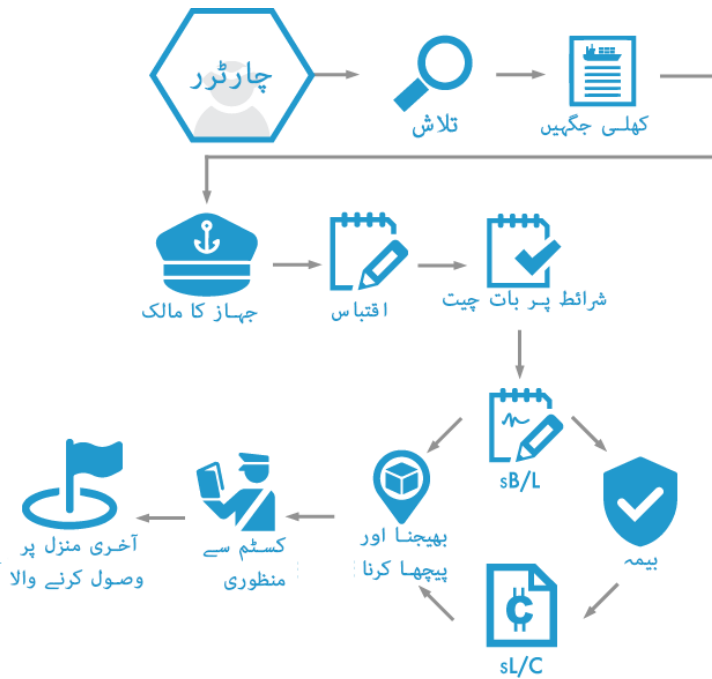 چارٹرر
تلاش
کھلی جگہیں
جہاز کا مالک
اقتباس
شرائط پر بات چیت
sB/L
بیمہ
sL/C
بھیجنا اور
پیچھا کرنا
کسٹم سے
منظوری
آخری منزل پر
وصول کرنے والا